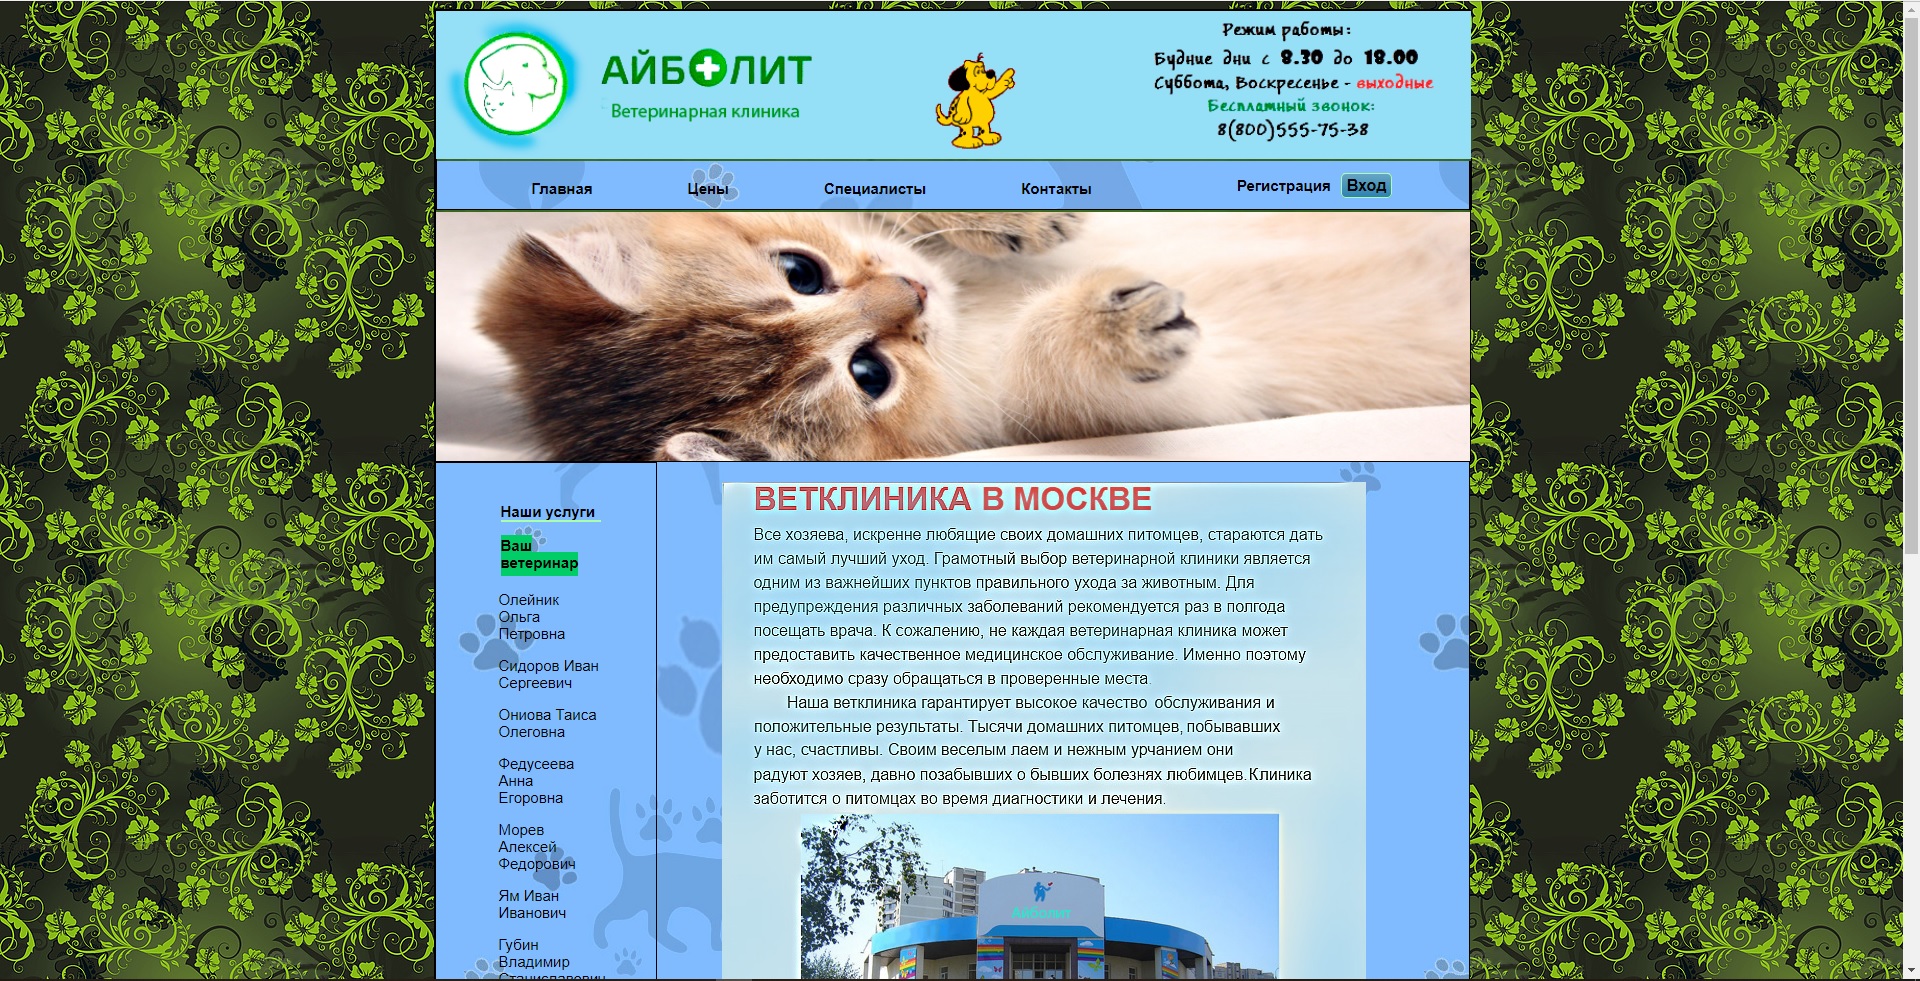 АЙБОЛИТ
Ветеринарная клиника
Режим работы:
Будние дни с 8.30 до 18.00
Суббота, Воскресенье - выходные
Бесплатный звонок:
8(800)555-75-38
Главная
Цены
Специалисты
Контакты
Регистрация
Вход
Наши услуги
Ваш
ветеринар
Олейник
Ольга
Петровна
Сидоров Иван
Сергеевич
Ониова Таиса
Олеговна
Федусеева
Анна
Егоровна
Морев
Алексей
Федорович
Ям Иван
Иванович
Губин
Владимир
Станиславович
ВЕТКЛИНИКА В МОСКВЕ
Все хозяева, искренне любящие своих домашних питомцев, стараются дать
им самый лучший уход. Грамотный выбор ветеринарной клиники является
одним из важнейших пунктов правильного ухода за животным. Для
предупреждения различных заболеваний рекомендуется раз в полгода
посещать врача. К сожалению, не каждая ветеринарная клиника может
предоставить качественное медицинское обслуживание. Именно поэтому
необходимо сразу обращаться в проверенные места.
Наша ветклиника гарантирует высокое качество обслуживания и
положительные результаты. Тысячи домашних питомцев, побывавших
у нас, счастливы. Своим веселым лаем и нежным урчанием они
радуют хозяев, давно позабывших о бывших болезнях любимцев.Клиника
заботится о питомцах во время диагностики и лечения.
Айболит